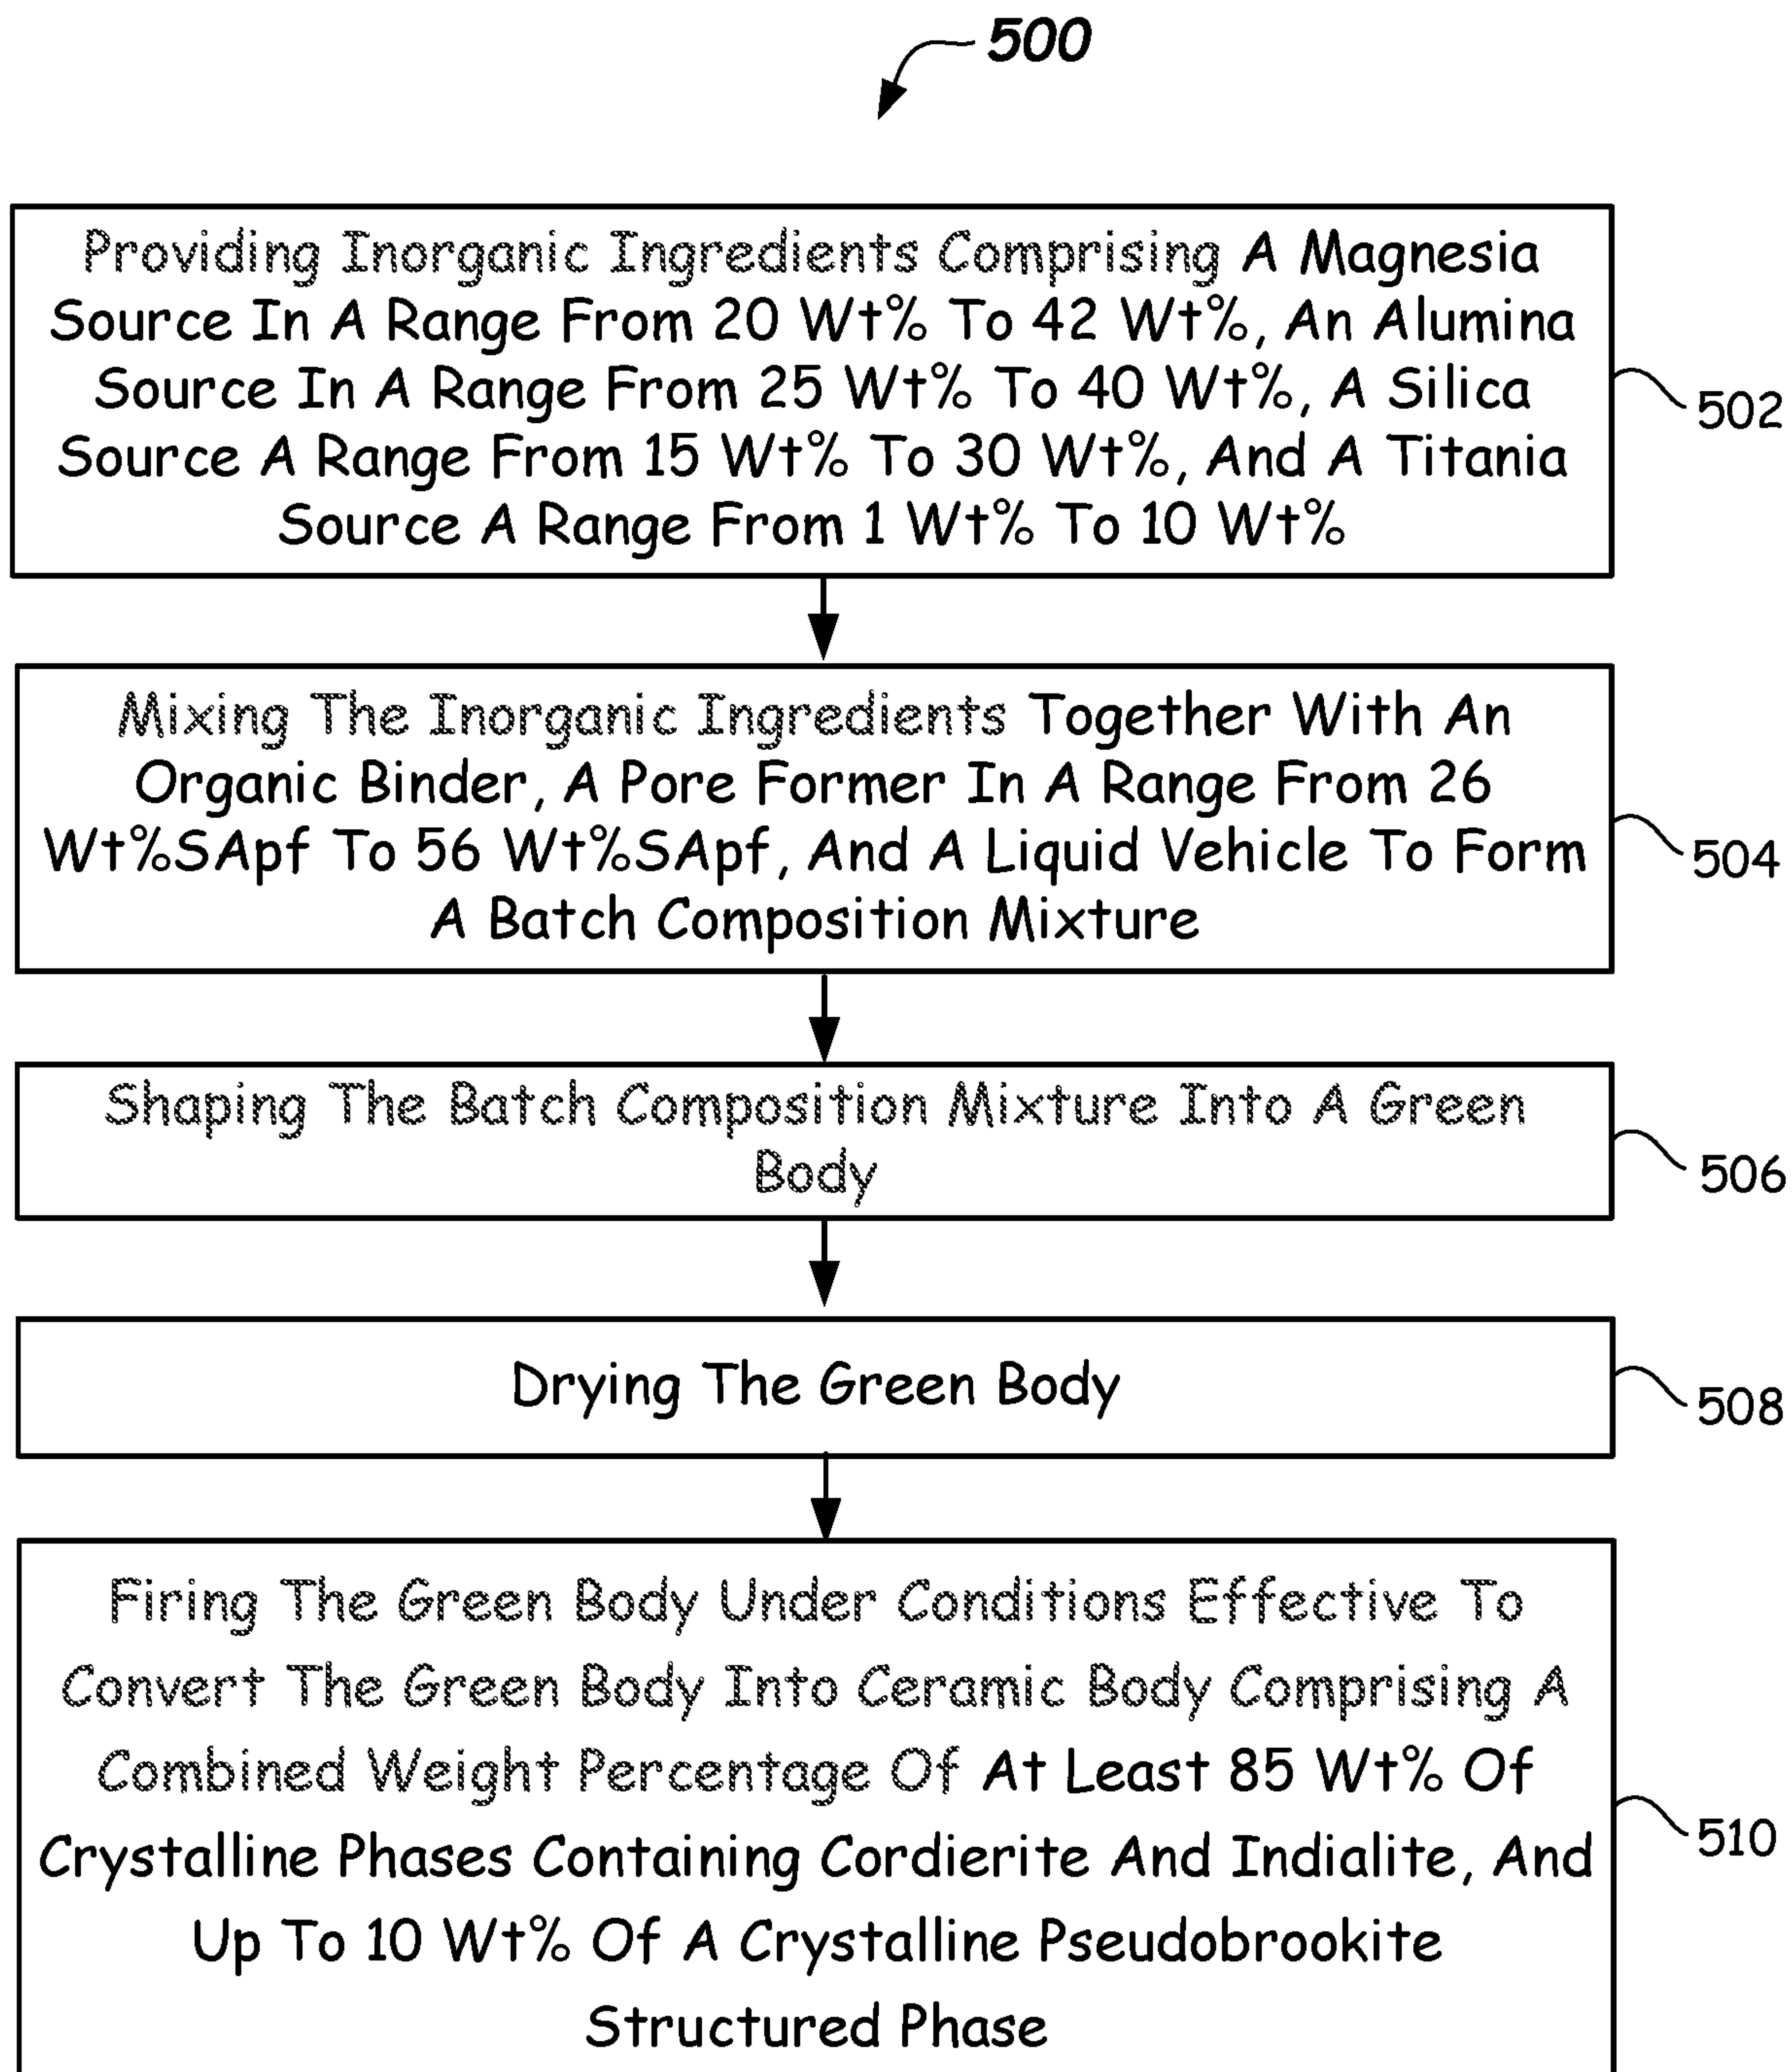 500
Providing Inorganic Ingredients Comprising A Magnesia
Source In A Range From 20 Wt% To 42 Wt%, An Alumina
Source In A Range From 25 Wt% To 40 Wt%, A Silica
Source A Range From 15 Wt% To 30 Wt%, And A Titania
Source A Range From 1 Wt% To 10 Wt%
502
Mixing The Inorganic Ingredients Together With An
Organic Binder, A Pore Former In A Range From 26
Wt%SApf To 56 Wt%SApf, And A Liquid Vehicle To Form
A Batch Composition Mixture
504
Shaping The Batch Composition Mixture Into A Green
Body
506
Drying The Green Body
508
Firing The Green Body Under Conditions Effective To
Convert The Green Body Into Ceramic Body Comprising A
Combined Weight Percentage Of At Least 85 Wt% Of
Crystalline Phases Containing Cordierite And Indialite, And
Up To 10 Wt% Of A Crystalline Pseudobrookite
Structured Phase
510